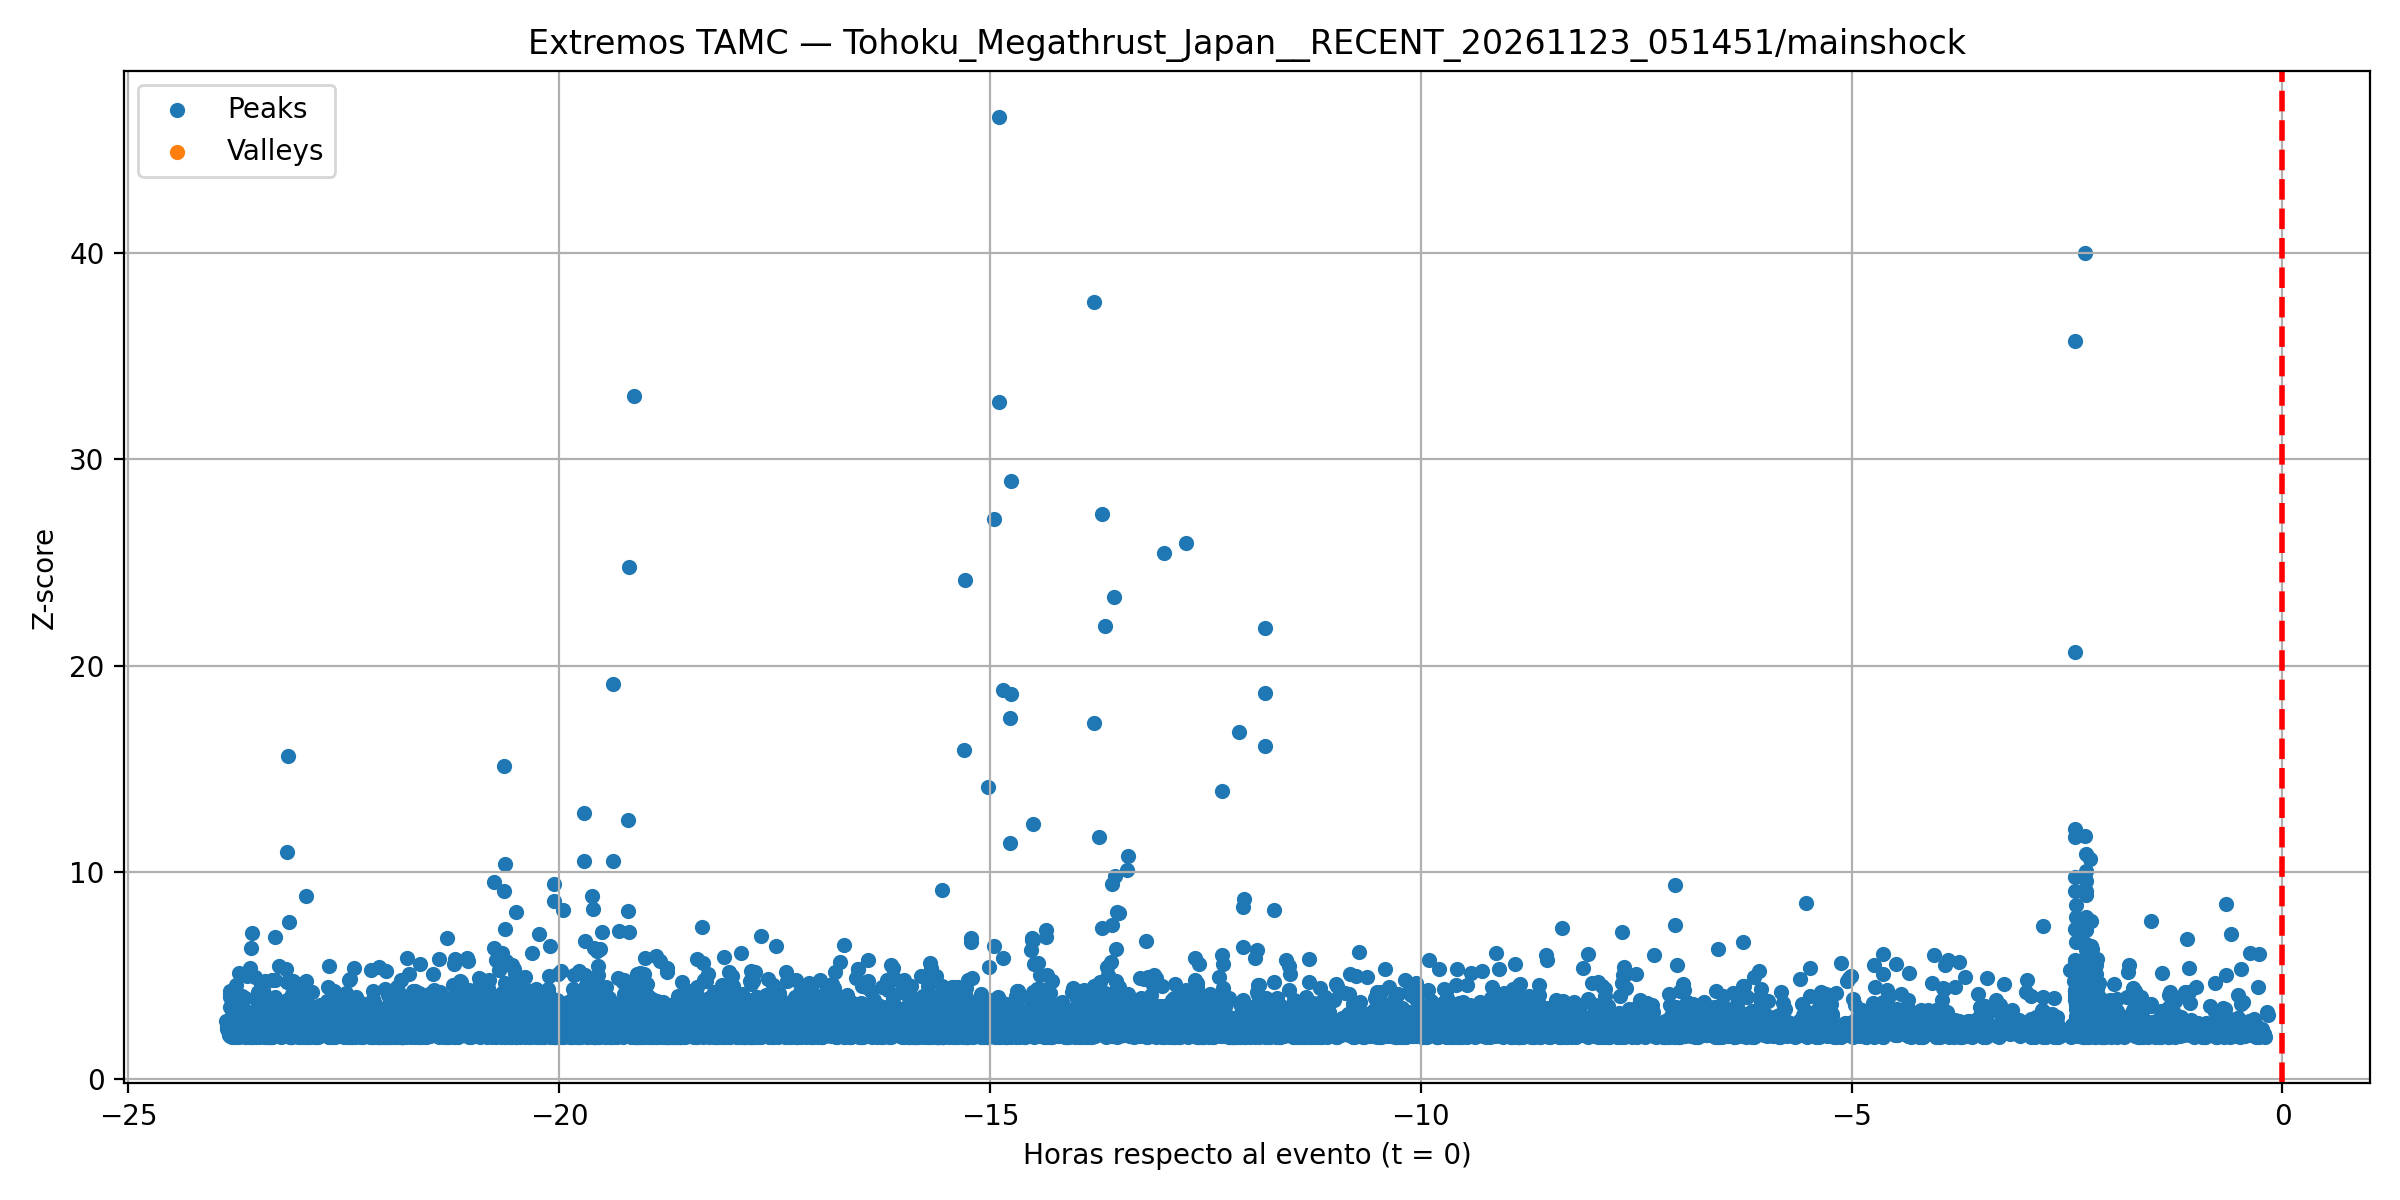 Extremos TAMC — Tohoku_Megathrust_Japan__RECENT_20261123_051451/mainshock
Peaks
Valleys
40
30
20
10
0
Z-score
−25
−20
−15
−10
−5
0
Horas respecto al evento (t = 0)